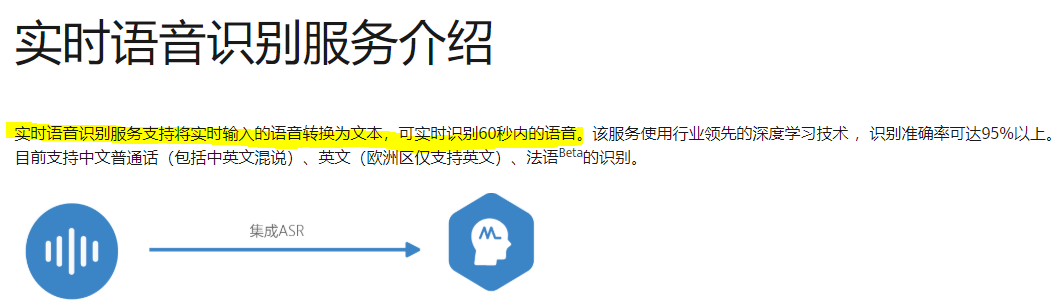 实时语音识别服务介绍
实时语音识别服务支持将实时输入的语音转换为文本，可实时识别60秒内的语音。该服务使用行业领先的深度学习技术 ，识别准确率可达95%以上。
目前支持中文普通话（包括中英文混说）、英文（欧洲区仅支持英文）、法语Beta的识别。
集成ASR